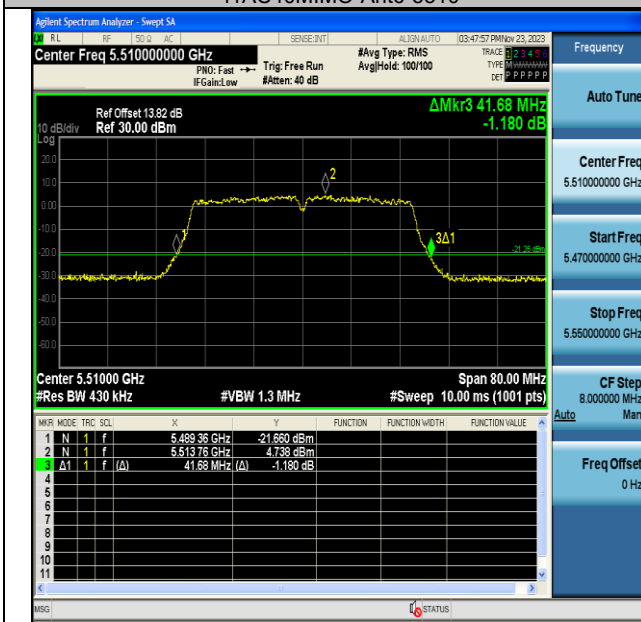 Agilent Spectrum Analyzer - Swept SA
RL RF 50 Ω AC SENSE:INT ALIGN AUTO 03:47:57 PM Nov 23, 2023
Center Freq 5.510000000 GHz
PNO: Fast
IFGain:Low
Trig: Free Run
#Atten: 40 dB
#Avg Type: RMS
Avg|Hold: 100/100
TRACE 1 2 3 4 5 6
TYPE M W W W W W
DET P P P P P P
Ref Offset 13.82 dB
10 dB/div Ref 30.00 dBm
Log
ΔMkr3 41.68 MHz
-1.180 dB
20.0
10.0
0.00
-10.0
-20.0
-30.0
-40.0
-50.0
-60.0
1
2
3Δ1
-21.26 dBm
Center 5.51000 GHz Span 80.00 MHz
#Res BW 430 kHz #VBW 1.3 MHz #Sweep 10.00 ms (1001 pts)
MKR MODE TRC SCL X Y FUNCTION FUNCTION WIDTH FUNCTION VALUE
1 N 1 f 5.489 36 GHz -21.660 dBm
2 N 1 f 5.513 76 GHz 4.738 dBm
3 Δ1 1 f (Δ) 41.68 MHz (Δ) -1.180 dB
4
5
6
7
8
9
10
11
MSG STATUS
Frequency
Auto Tune
Center Freq
5.510000000 GHz
Start Freq
5.470000000 GHz
Stop Freq
5.550000000 GHz
CF Step
8.000000 MHz
Auto Man
Freq Offset
0 Hz